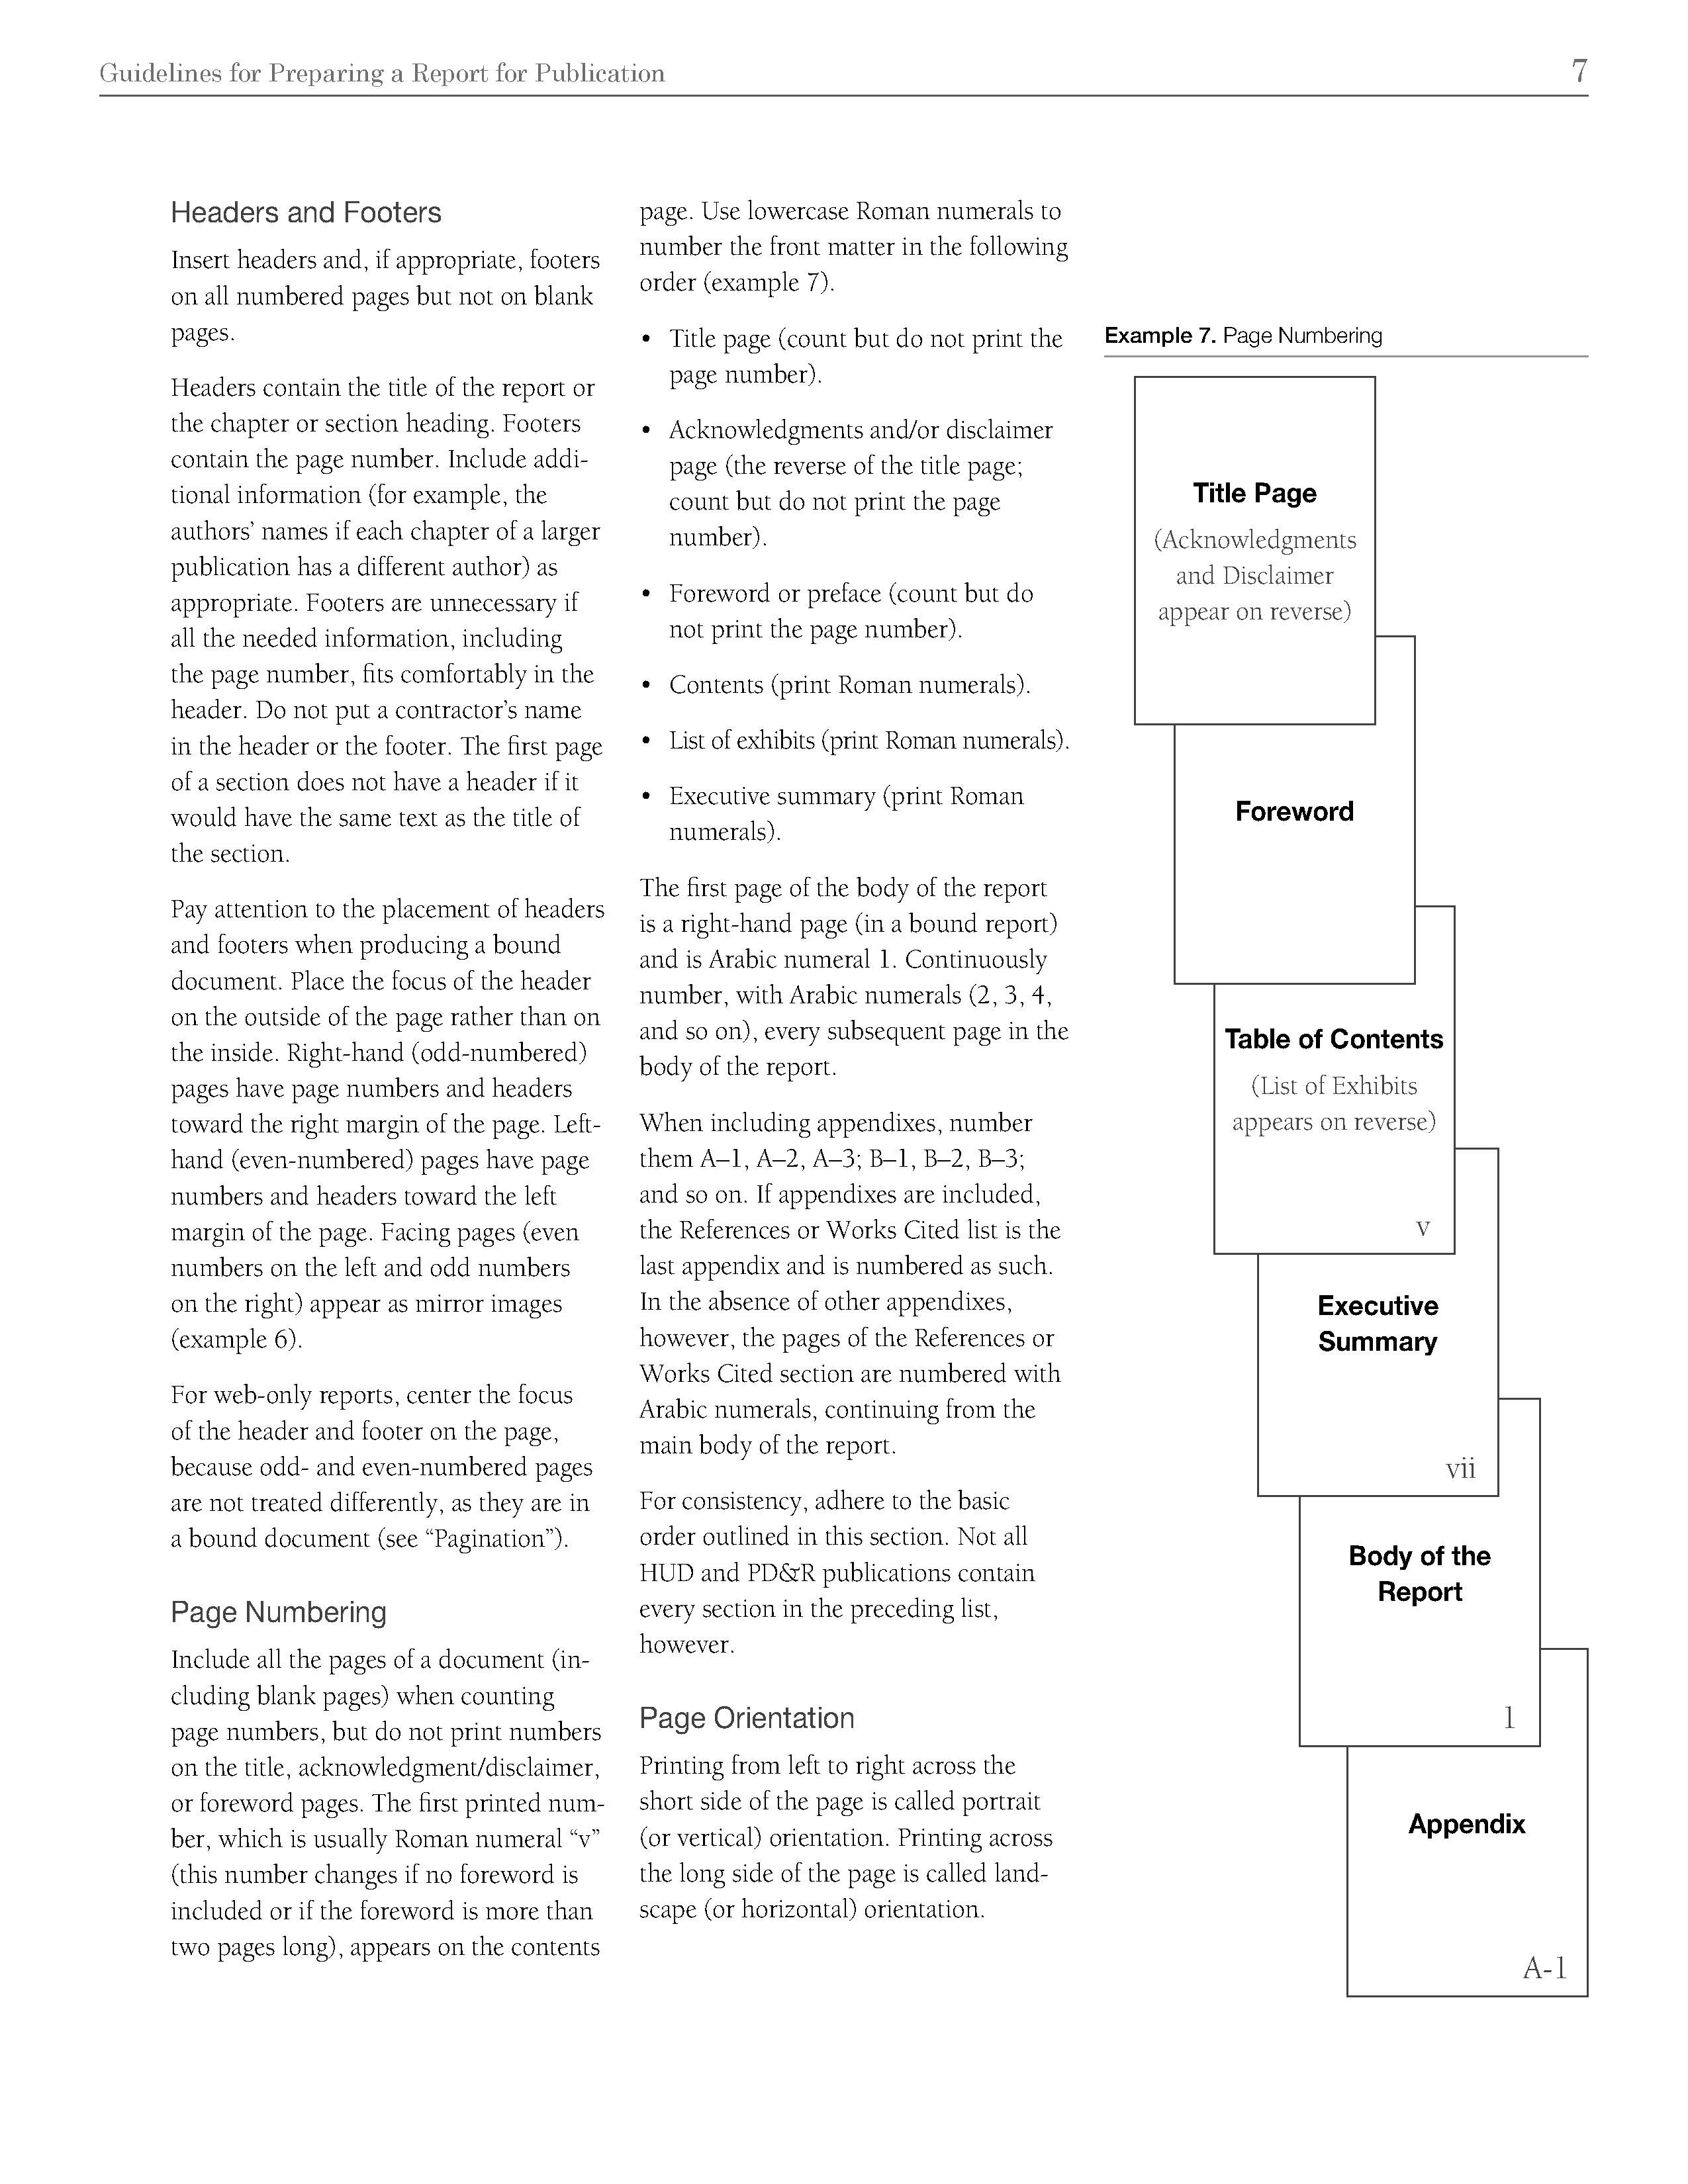 Guidelines for Preparing a Report for Publication
7
Headers and Footers
Insert headers and, if appropriate, footers
on all numbered pages but not on blank
pages.
Headers contain the title of the report or
the chapter or section heading. Footers
contain the page number. Include addi-
tional information (for example, the
authors’ names if each chapter of a larger
publication has a different author) as
appropriate. Footers are unnecessary if
all the needed information, including
the page number, fits comfortably in the
header. Do not put a contractor’s name
in the header or the footer. The first page
of a section does not have a header if it
would have the same text as the title of
the section.
Pay attention to the placement of headers
and footers when producing a bound
document. Place the focus of the header
on the outside of the page rather than on
the inside. Right-hand (odd-numbered)
pages have page numbers and headers
toward the right margin of the page. Left-
hand (even-numbered) pages have page
numbers and headers toward the left
margin of the page. Facing pages (even
numbers on the left and odd numbers
on the right) appear as mirror images
(example 6).
For web-only reports, center the focus
of the header and footer on the page,
because odd- and even-numbered pages
are not treated differently, as they are in
a bound document (see “Pagination”).
Page Numbering
Include all the pages of a document (in-
cluding blank pages) when counting
page numbers, but do not print numbers
on the title, acknowledgment/disclaimer,
or foreword pages. The first printed num-
ber, which is usually Roman numeral “v”
(this number changes if no foreword is
included or if the foreword is more than
two pages long), appears on the contents
page. Use lowercase Roman numerals to
number the front matter in the following
order (example 7).
• Title page (count but do not print the
page number).
• Acknowledgments and/or disclaimer
page (the reverse of the title page;
count but do not print the page
number).
• Foreword or preface (count but do
not print the page number).
• Contents (print Roman numerals).
• List of exhibits (print Roman numerals).
• Executive summary (print Roman
numerals).
The first page of the body of the report
is a right-hand page (in a bound report)
and is Arabic numeral 1. Continuously
number, with Arabic numerals (2, 3, 4,
and so on), every subsequent page in the
body of the report.
When including appendixes, number
them A–1, A–2, A–3; B–1, B–2, B–3;
and so on. If appendixes are included,
the References or Works Cited list is the
last appendix and is numbered as such.
In the absence of other appendixes,
however, the pages of the References or
Works Cited section are numbered with
Arabic numerals, continuing from the
main body of the report.
For consistency, adhere to the basic
order outlined in this section. Not all
HUD and PD&R publications contain
every section in the preceding list,
however.
Page Orientation
Printing from left to right across the
short side of the page is called portrait
(or vertical) orientation. Printing across
the long side of the page is called land-
scape (or horizontal) orientation.
Example 7. Page Numbering
Title Page
(Acknowledgments
and Disclaimer
appear on reverse)
Foreword
Table of Contents
(List of Exhibits
appears on reverse)
v
Executive
Summary
vii
Body of the
Report
1
Appendix
A-1